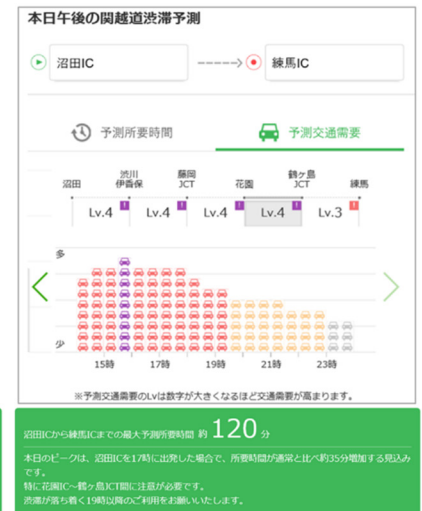 本日午後の関越道渋滞予測
沼田IC
練馬IC
予測所要時間
予測交通需要
沼田
渋川
伊香保
藤岡
JCT
花園
鶴ヶ島
JCT
練馬
Lv.4
Lv.4
Lv.4
Lv.4
Lv.3
多
少
15時
17時
19時
21時
23時
※予測交通需要のLvは数字が大きくなるほど交通需要が高まります。
沼田ICから練馬ICまでの最大予測所要時間 約 120 分
本日のピークは、沼田ICを17時に出発した場合で、所要時間が通常と比べ約35分増加する見込み
です。
特に花園IC～鶴ヶ島JCT間に注意が必要です。
渋滞が落ち着く19時以降のご利用をお願いいたします。